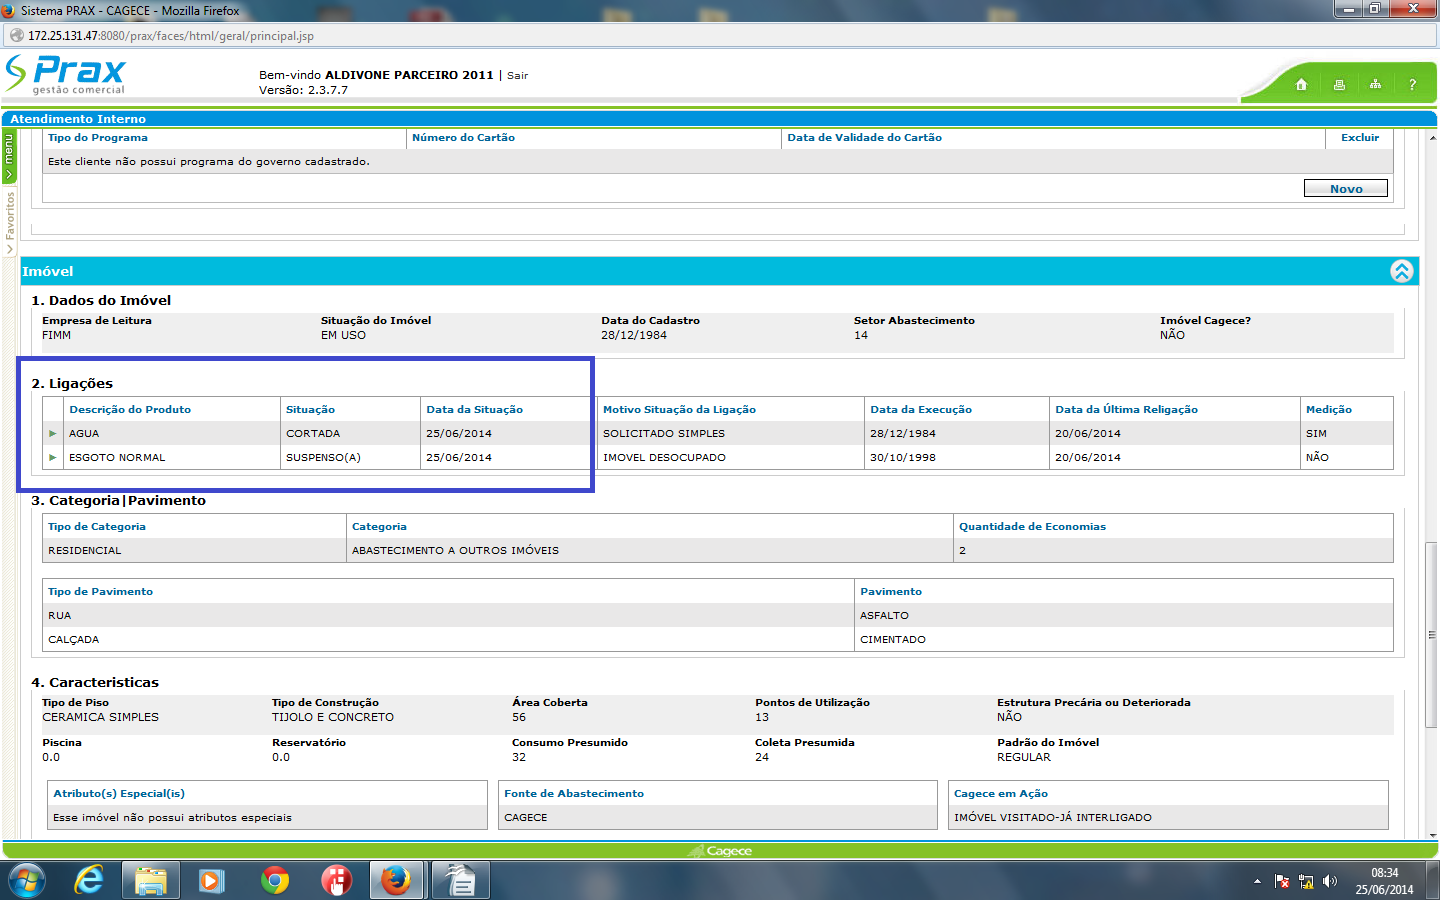 Sistema PRAX - CAGECE - Mozilla Firefox
172.25.131.47:8080/prax/faces/html/geral/principal.jsp
Prax
gestão comercial
Bem-vindo ALDIVONE PARCEIRO 2011 | Sair
Versão: 2.3.7.7
?
Atendimento Interno
menu
Favoritos
Tipo do Programa Número do Cartão Data de Validade do Cartão Excluir
Este cliente não possui programa do governo cadastrado.
Novo
Imóvel
1. Dados do Imóvel
Empresa de Leitura Situação do Imóvel Data do Cadastro Setor Abastecimento Imóvel Cagece?
FIMM EM USO 28/12/1984 14 NÃO
2. Ligações
Descrição do Produto Situação Data da Situação Motivo Situação da Ligação Data da Execução Data da Última Religação Medição
AGUA CORTADA 25/06/2014 SOLICITADO SIMPLES 28/12/1984 20/06/2014 SIM
ESGOTO NORMAL SUSPENSO(A) 25/06/2014 IMOVEL DESOCUPADO 30/10/1998 20/06/2014 NÃO
3. Categoria|Pavimento
Tipo de Categoria Categoria Quantidade de Economias
RESIDENCIAL ABASTECIMENTO A OUTROS IMÓVEIS 2
Tipo de Pavimento Pavimento
RUA ASFALTO
CALÇADA CIMENTADO
4. Caracteristicas
Tipo de Piso Tipo de Construção Área Coberta Pontos de Utilização Estrutura Precária ou Deteriorada
CERAMICA SIMPLES TIJOLO E CONCRETO 56 13 NÃO
Piscina Reservatório Consumo Presumido Coleta Presumida Padrão do Imóvel
0.0 0.0 32 24 REGULAR
Atributo(s) Especial(is) Fonte de Abastecimento Cagece em Ação
Esse imóvel não possui atributos especiais CAGECE IMÓVEL VISITADO-JÁ INTERLIGADO
Cagece
08:34
25/06/2014